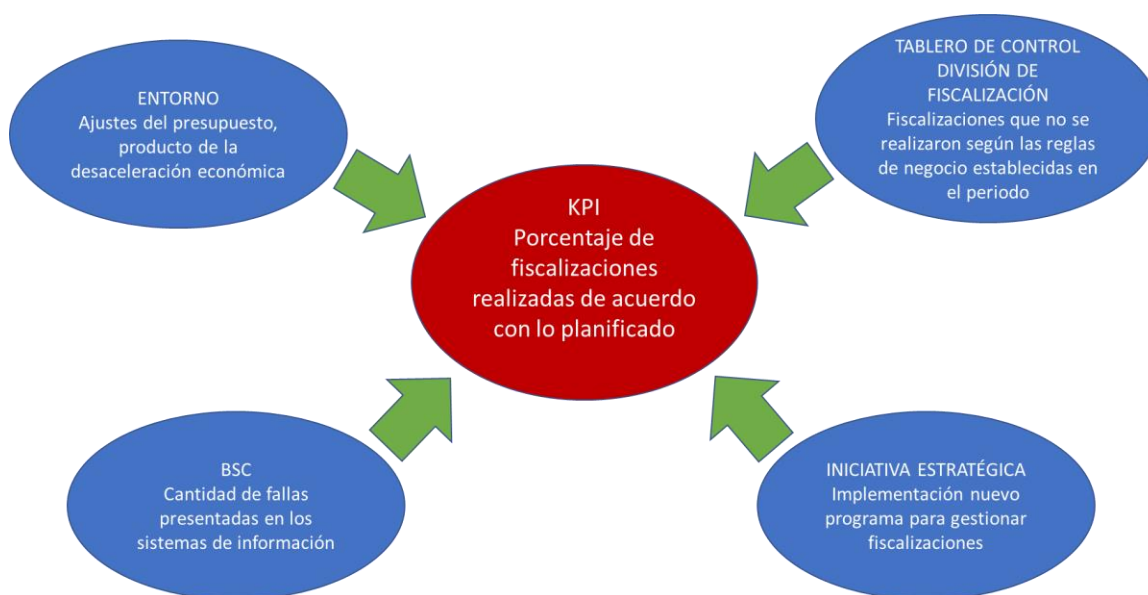 ENTORNO
Ajustes del presupuesto,
producto de la
desaceleración económica
TABLERO DE CONTROL
DIVISIÓN DE
FISCALIZACIÓN
Fiscalizaciones que no se
realizaron según las reglas
de negocio establecidas en
el periodo
KPI
Porcentaje de
fiscalizaciones
realizadas de acuerdo
con lo planificado
BSC
Cantidad de fallas
presentadas en los
sistemas de información
INICIATIVA ESTRATÉGICA
Implementación nuevo
programa para gestionar
fiscalizaciones